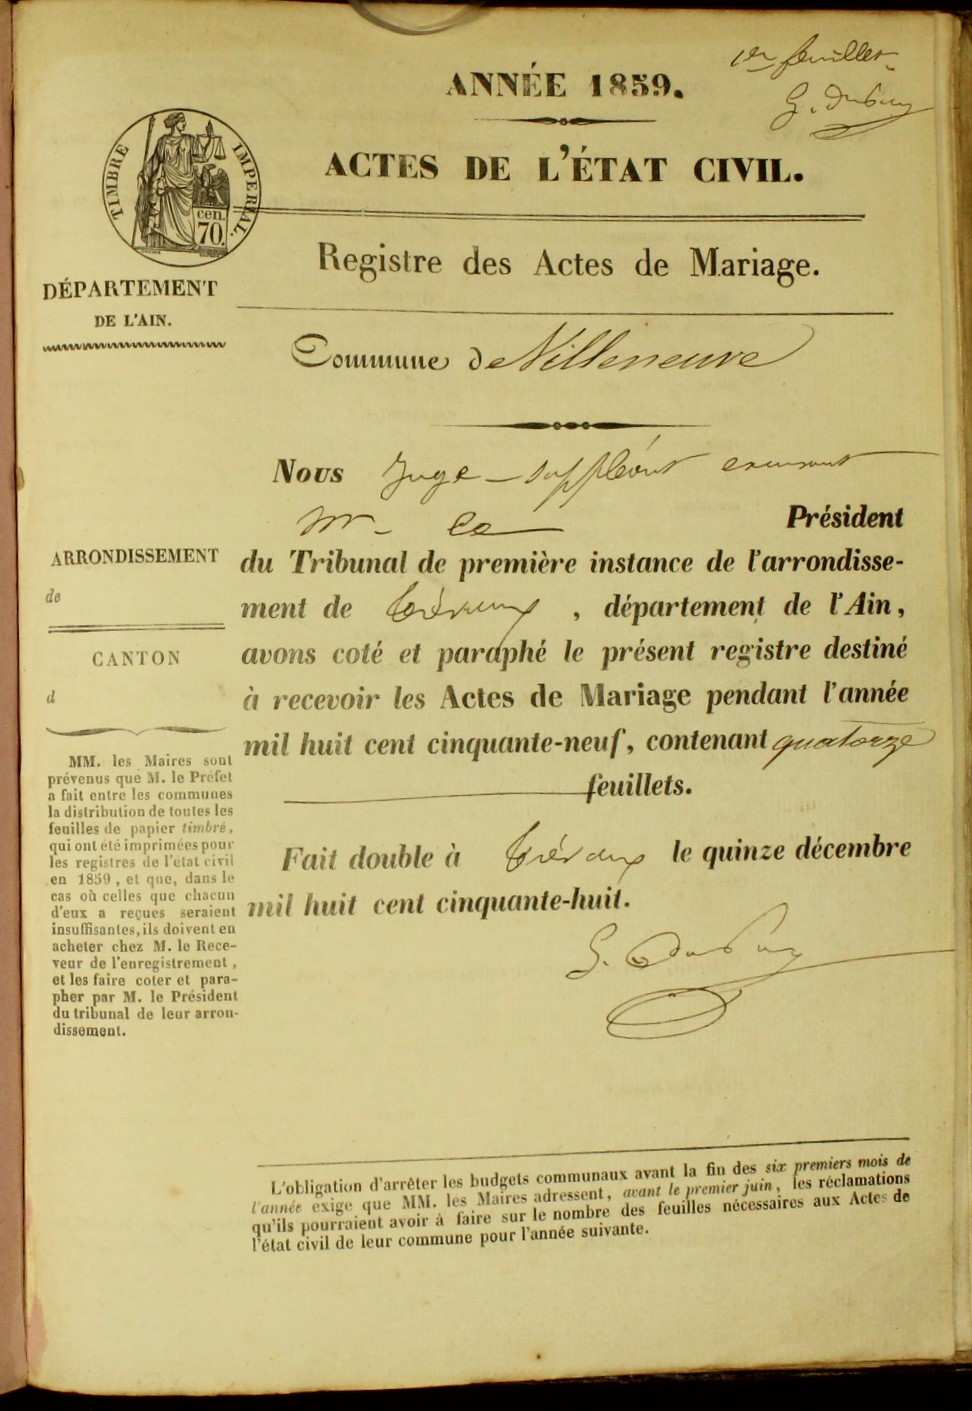 1er feuillet
G. Dubuy
ANNÉE 1859.
ACTES DE L'ÉTAT CIVIL.
TIMBRE IMPERIAL.
cen.
70.
Registre des Actes de Mariage.
DÉPARTEMENT
DE L'AIN.
Commune de Villeneuve
Nous Juge - suppléant
Mr. le Président
du Tribunal de première instance de l'arrondisse-
ment de Trévoux, département de l'Ain,
avons coté et paraphé le présent registre destiné
à recevoir les Actes de Mariage pendant l'année
mil huit cent cinquante-neuf, contenant quatorze
feuillets.
Fait double à Trévoux le quinze décembre
mil huit cent cinquante-huit.
G. Dubuy
ARRONDISSEMENT
de
CANTON
d
MM. les Maires sont
prévenus que M. le Préfet
a fait entre les communes
la distribution de toutes les
feuilles de papier timbré,
qui ont été imprimées pour
les registres de l'état civil
en 1859, et que, dans le
cas où celles que chacun
d'eux a reçues seraient
insuffisantes, ils doivent en
acheter chez M. le Rece-
veur de l'enregistrement,
et les faire coter et para-
pher par M. le Président
du tribunal de leur arron-
dissement.
L'obligation d'arrêter les budgets communaux avant la fin des six premiers mois de
l'année exige que MM. les Maires adressent, avant le premier juin, les réclamations
qu'ils pourraient avoir à faire sur le nombre des feuilles nécessaires aux Actes de
l'état civil de leur commune pour l'année suivante.